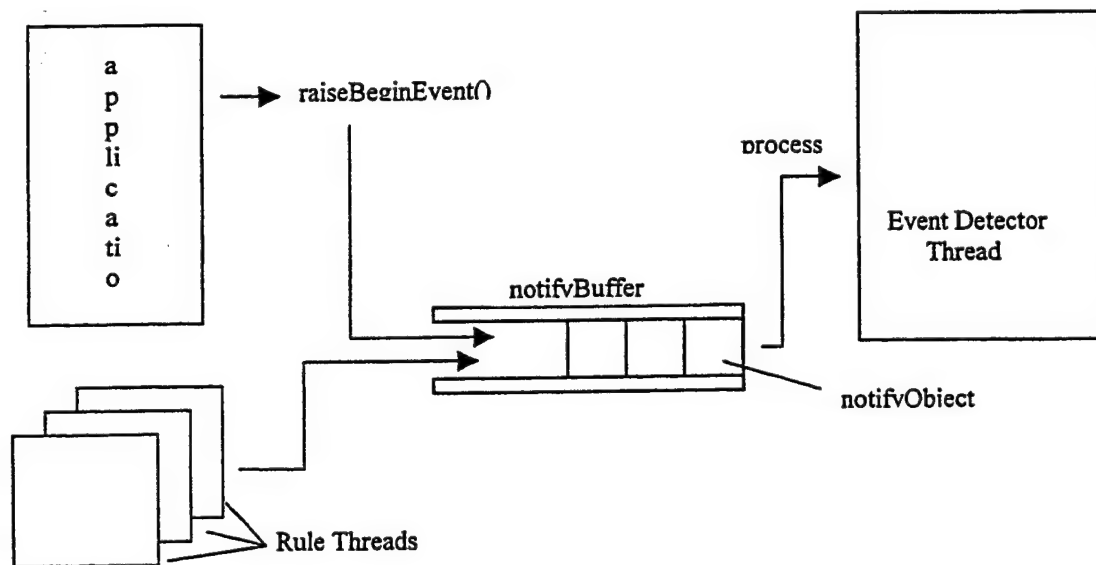 a
p
p
li
c
a
ti
o
raiseBeginEvent()
process
Event Detector
Thread
notifyBuffer
notifyObject
Rule Threads